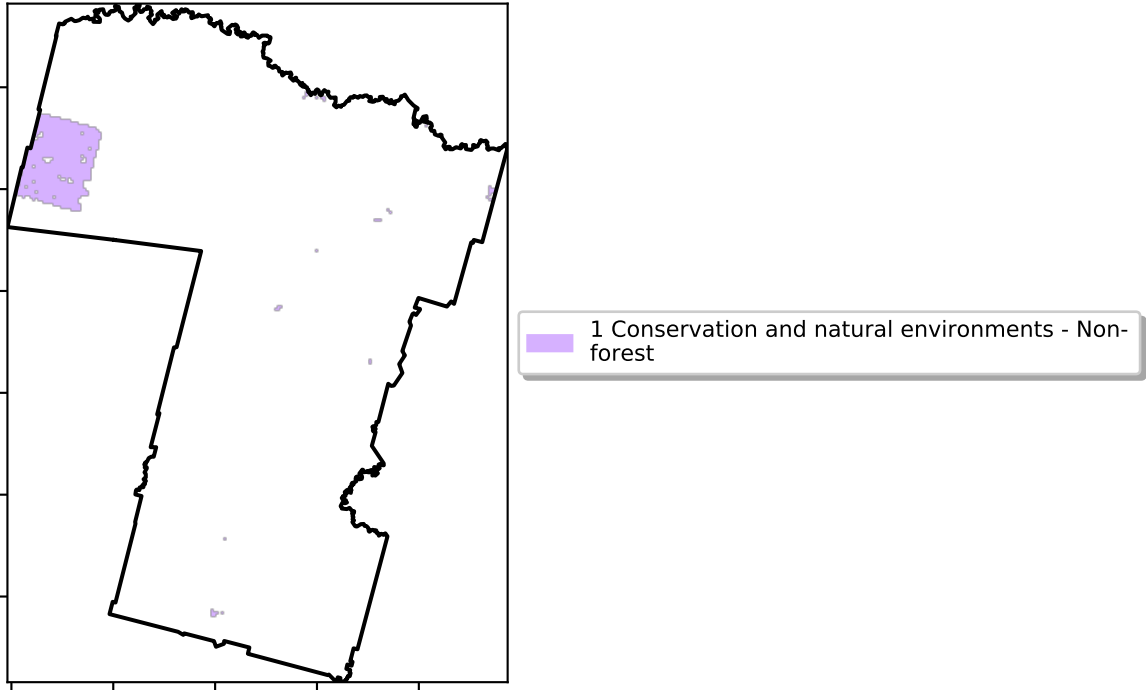 1 Conservation and natural environments - Non-
forest